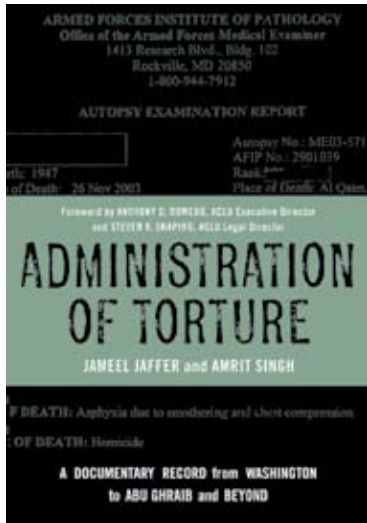 ARMED FORCES INSTITUTE OF PATHOLOGY
Office of the Armed Forces Medical Examiner
1413 Research Blvd., Bldg. 102
Rockville, MD 20850
1-800-944-7912
AUTOPSY EXAMINATION REPORT
Autopsy No.: ME03-571
AFIP No.: 2901039
rth: 1947
Rank:
of Death: 26 Nov 2003
Place of Death: Al Qaim,
Foreword by ANTHONY D. ROMERO, ACLU Executive Director
and STEVEN R. SHAPIRO, ACLU Legal Director
ADMINISTRATION
OF TORTURE
JAMEEL JAFFER and AMRIT SINGH
F DEATH: Asphyxia due to smothering and chest compression
OF DEATH: Homicide
A DOCUMENTARY RECORD from WASHINGTON
to ABU GHRAIB and BEYOND